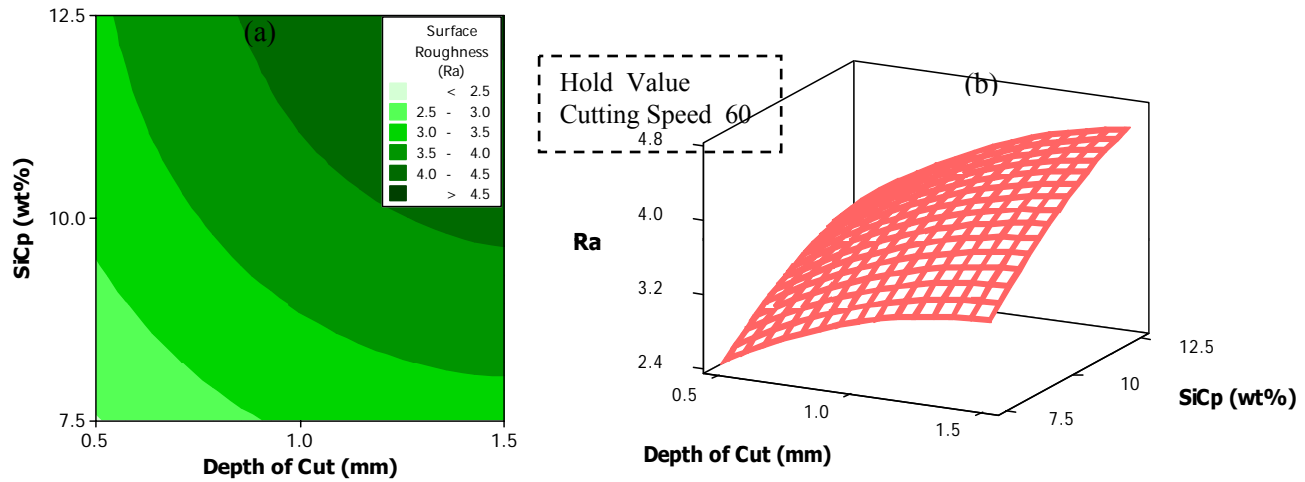 12.5
10.0
7.5
SiCp (wt%)
0.5 1.0 1.5
Depth of Cut (mm)
(a)
Surface
Roughness
(Ra)
< 2.5
2.5 - 3.0
3.0 - 3.5
3.5 - 4.0
4.0 - 4.5
> 4.5
Hold Value
Cutting Speed 60
(b)
4.8
4.0
3.2
2.4
Ra
0.5
1.0
1.5
Depth of Cut (mm)
12.5
10
7.5
SiCp (wt%)